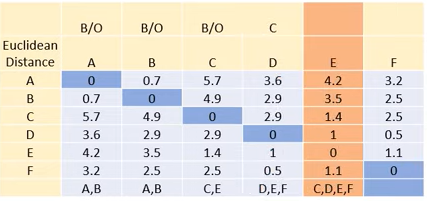 B/O B/O B/O C
Euclidean
Distance A B C D E F
A 0 0.7 5.7 3.6 4.2 3.2
B 0.7 0 4.9 2.9 3.5 2.5
C 5.7 4.9 0 2.9 1.4 2.5
D 3.6 2.9 2.9 0 1 0.5
E 4.2 3.5 1.4 1 0 1.1
F 3.2 2.5 2.5 0.5 1.1 0
A,B A,B C,E D,E,F C,D,E,F